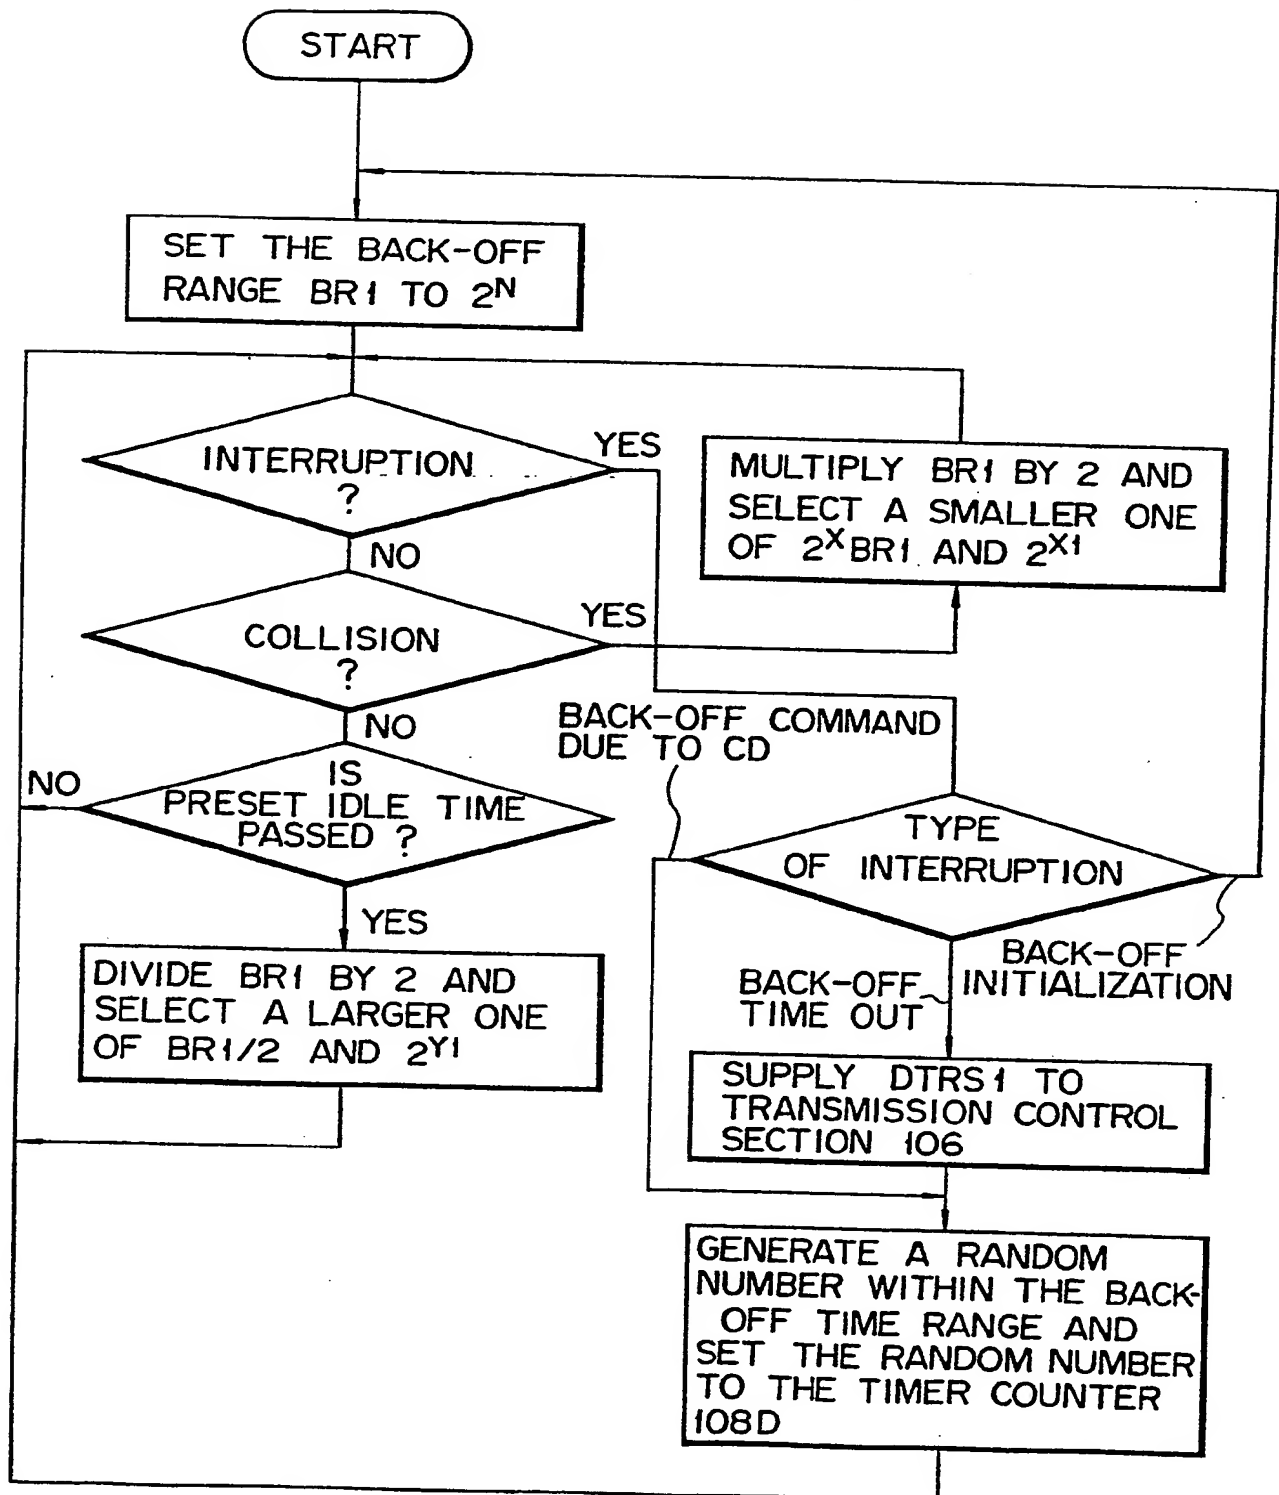 START
SET THE BACK-OFF
RANGE BR1 TO 2^N
INTERRUPTION
?
YES
NO
MULTIPLY BR1 BY 2 AND
SELECT A SMALLER ONE
OF 2^X BR1 AND 2^X1
COLLISION
?
YES
NO
IS
PRESET IDLE TIME
PASSED ?
NO
YES
DIVIDE BR1 BY 2 AND
SELECT A LARGER ONE
OF BR1/2 AND 2^Y1
BACK-OFF COMMAND
DUE TO CD
TYPE
OF INTERRUPTION
BACK-OFF
INITIALIZATION
BACK-OFF
TIME OUT
SUPPLY DTRS1 TO
TRANSMISSION CONTROL
SECTION 106
GENERATE A RANDOM
NUMBER WITHIN THE BACK-
OFF TIME RANGE AND
SET THE RANDOM NUMBER
TO THE TIMER COUNTER
108D